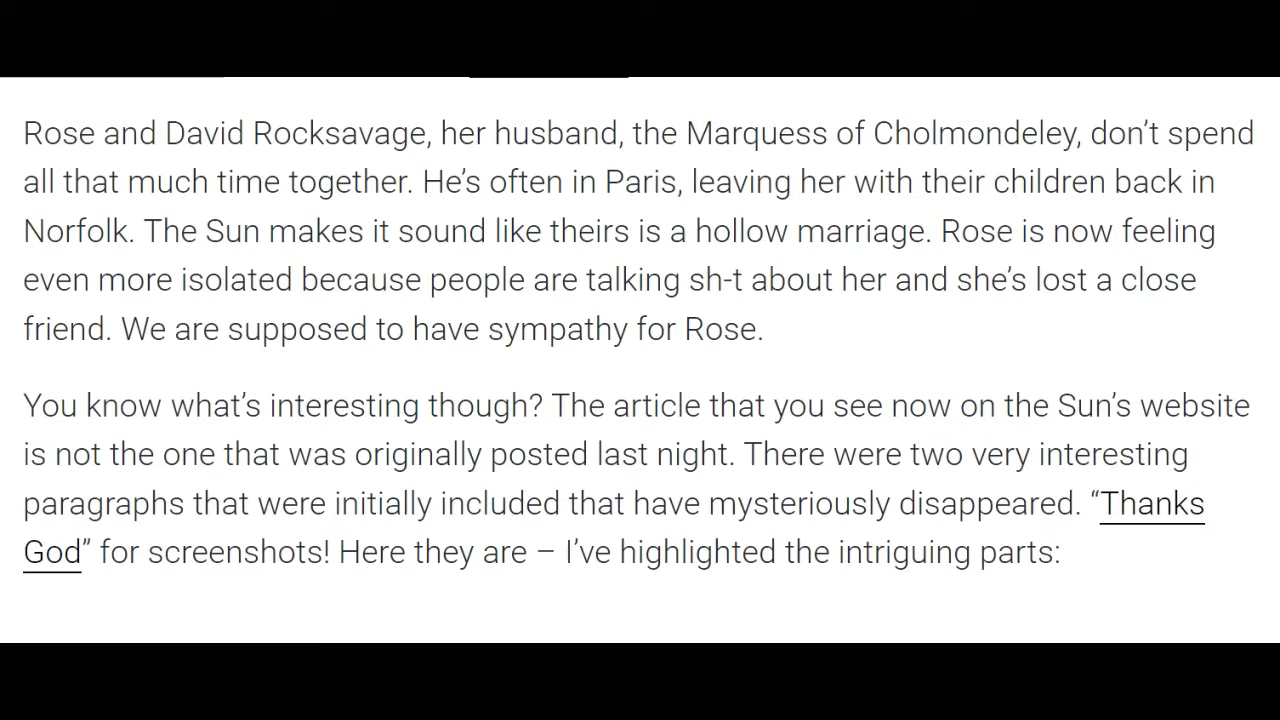 Rose and David Rocksavage, her husband, the Marquess of Cholmondeley, don’t spend
all that much time together. He’s often in Paris, leaving her with their children back in
Norfolk. The Sun makes it sound like theirs is a hollow marriage. Rose is now feeling
even more isolated because people are talking sh-t about her and she’s lost a close
friend. We are supposed to have sympathy for Rose.
You know what’s interesting though? The article that you see now on the Sun’s website
is not the one that was originally posted last night. There were two very interesting
paragraphs that were initially included that have mysteriously disappeared. “Thanks
God” for screenshots! Here they are – I’ve highlighted the intriguing parts: